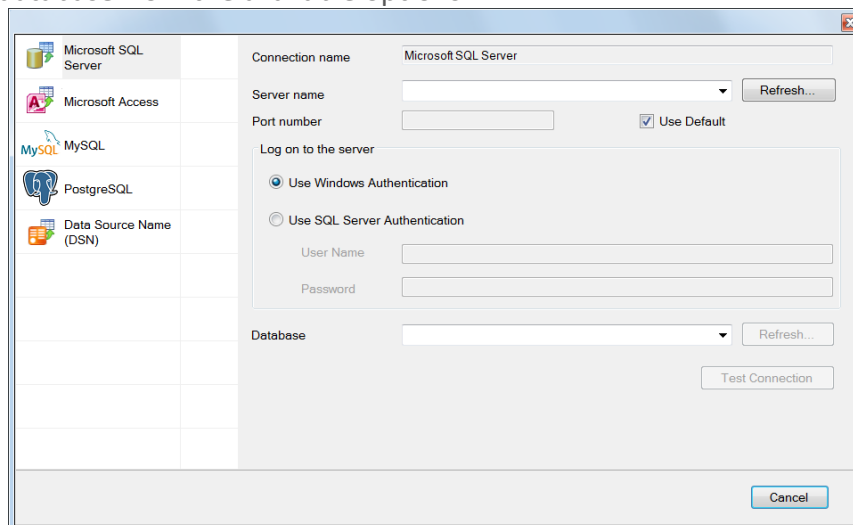 Microsoft SQL
Server
Microsoft Access
MySQL MySQL
PostgreSQL
Data Source Name
(DSN)
Connection name Microsoft SQL Server
Server name Refresh...
Port number Use Default
Log on to the server
Use Windows Authentication
Use SQL Server Authentication
User Name
Password
Database Refresh...
Test Connection
Cancel